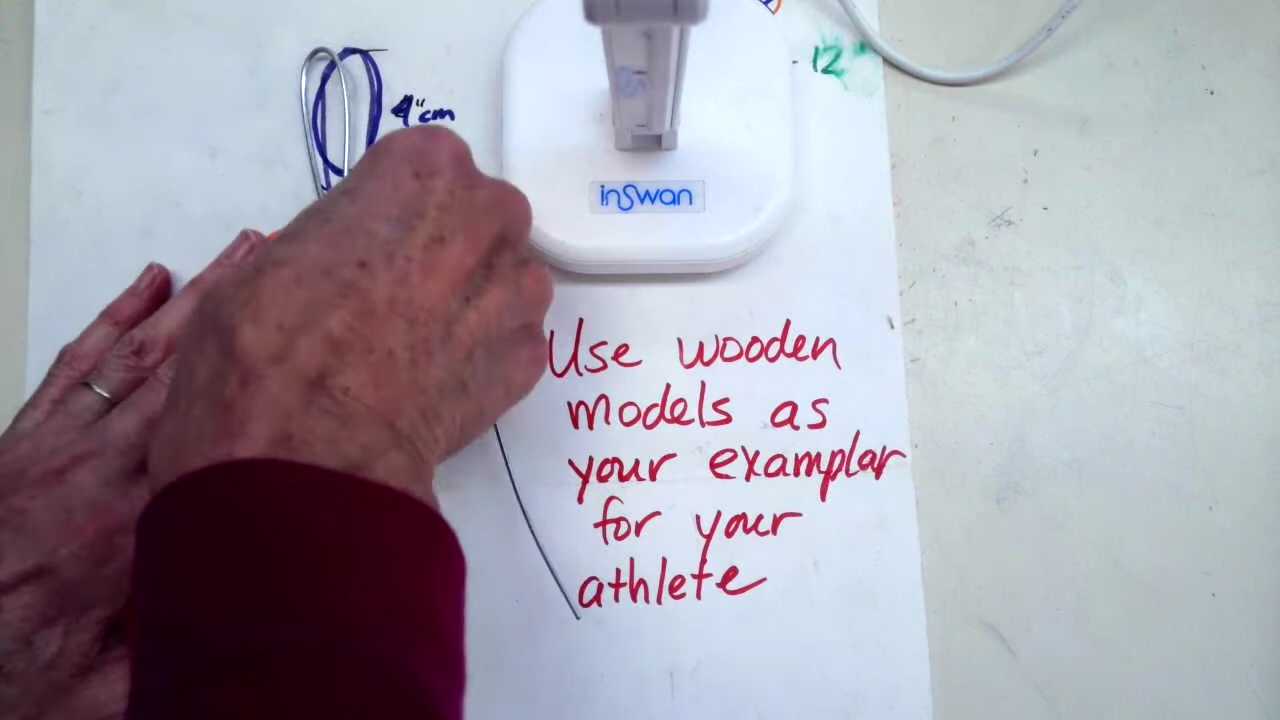 12"
4"cm
inSwan
Use wooden
models as
your examplar
for your
athlete